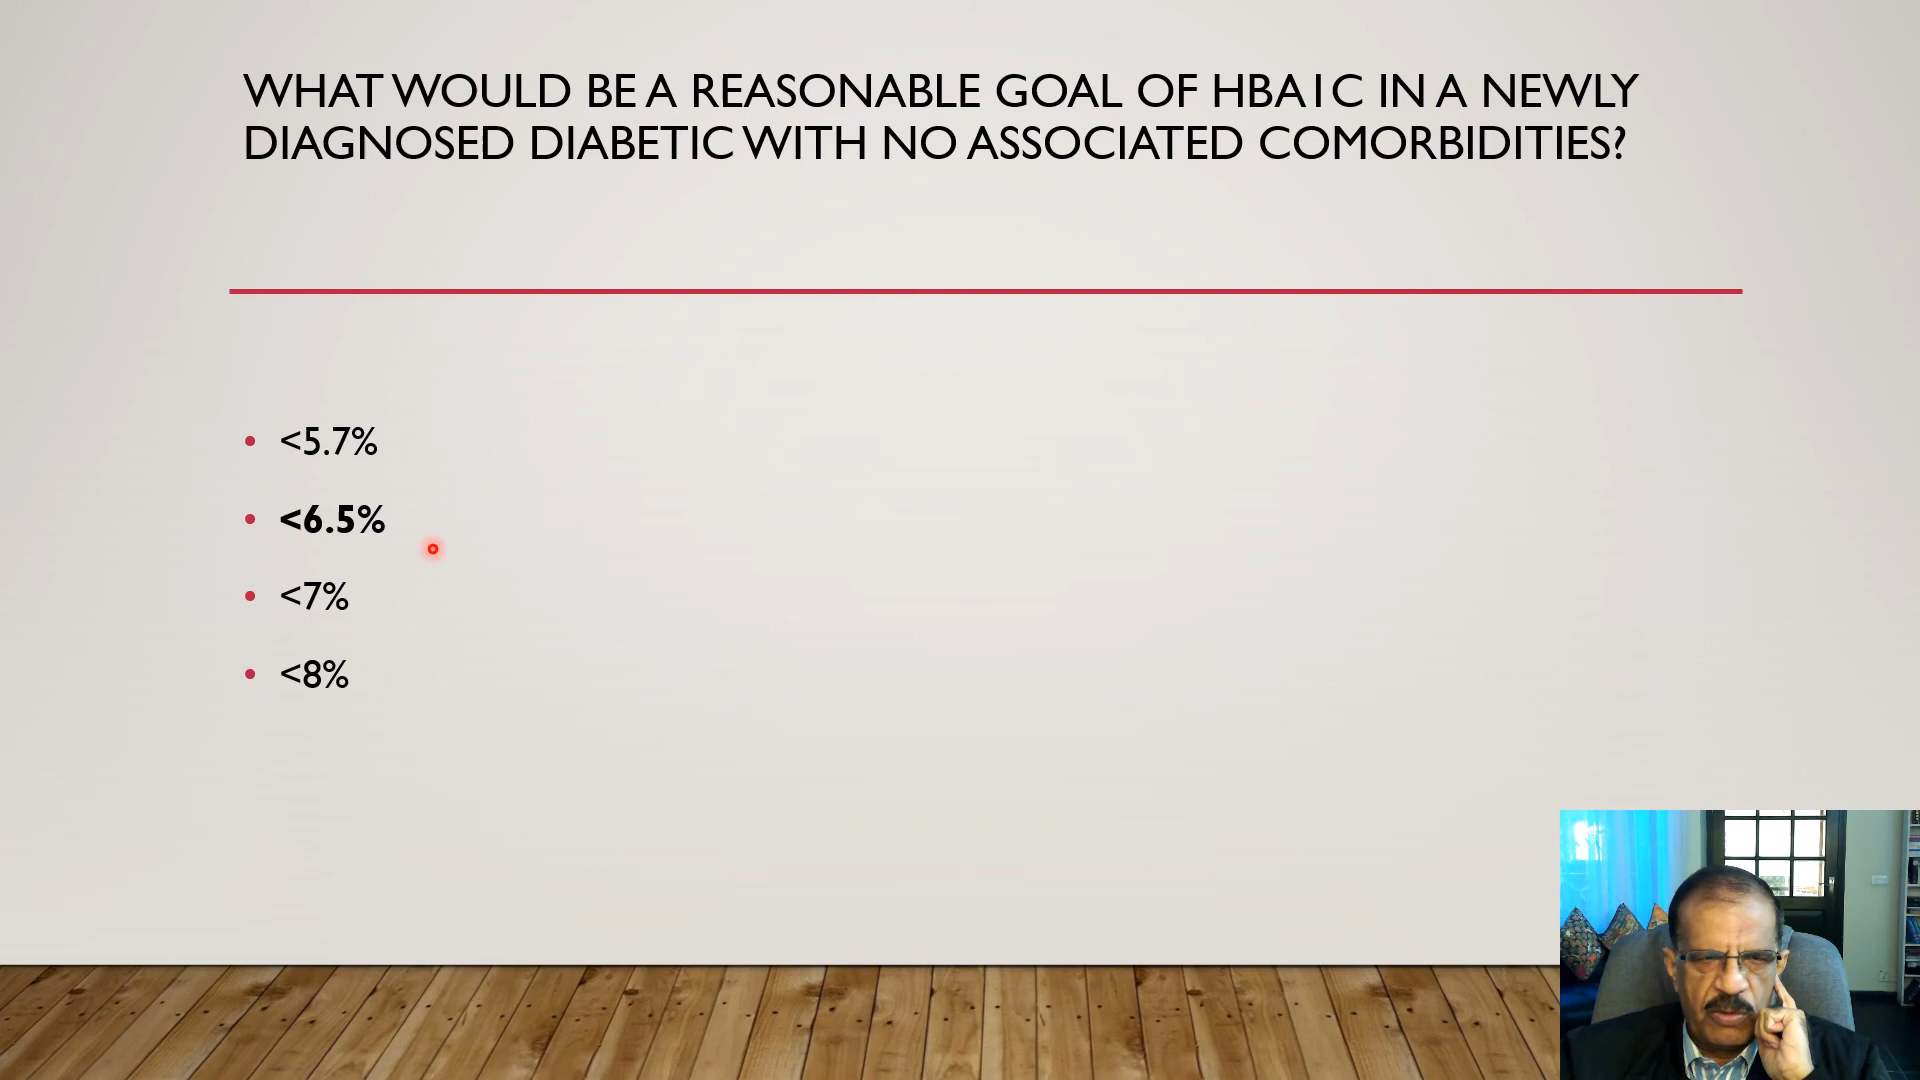 WHAT WOULD BE A REASONABLE GOAL OF HBA1C IN A NEWLY
DIAGNOSED DIABETIC WITH NO ASSOCIATED COMORBIDITIES?
• <5.7%
• <6.5%
• <7%
• <8%